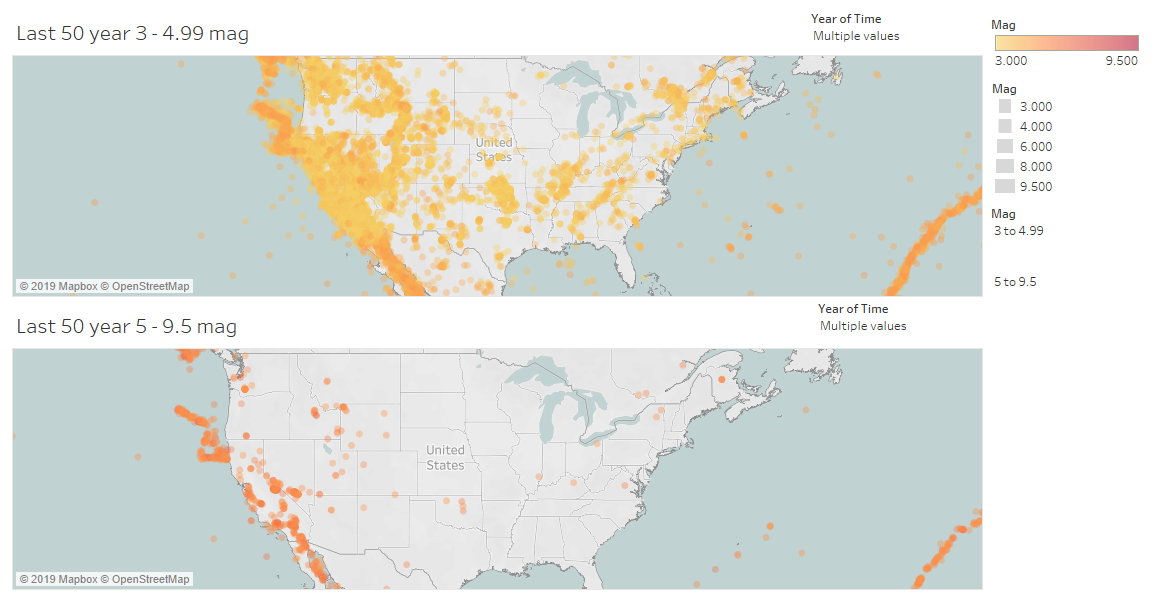 Last 50 year 3 - 4.99 mag
Year of Time
Multiple values
United
States
© 2019 Mapbox © OpenStreetMap
Mag
3.000 9.500
Mag
3.000
4.000
6.000
8.000
9.500
Mag
3 to 4.99
5 to 9.5
Last 50 year 5 - 9.5 mag
Year of Time
Multiple values
United
States
© 2019 Mapbox © OpenStreetMap